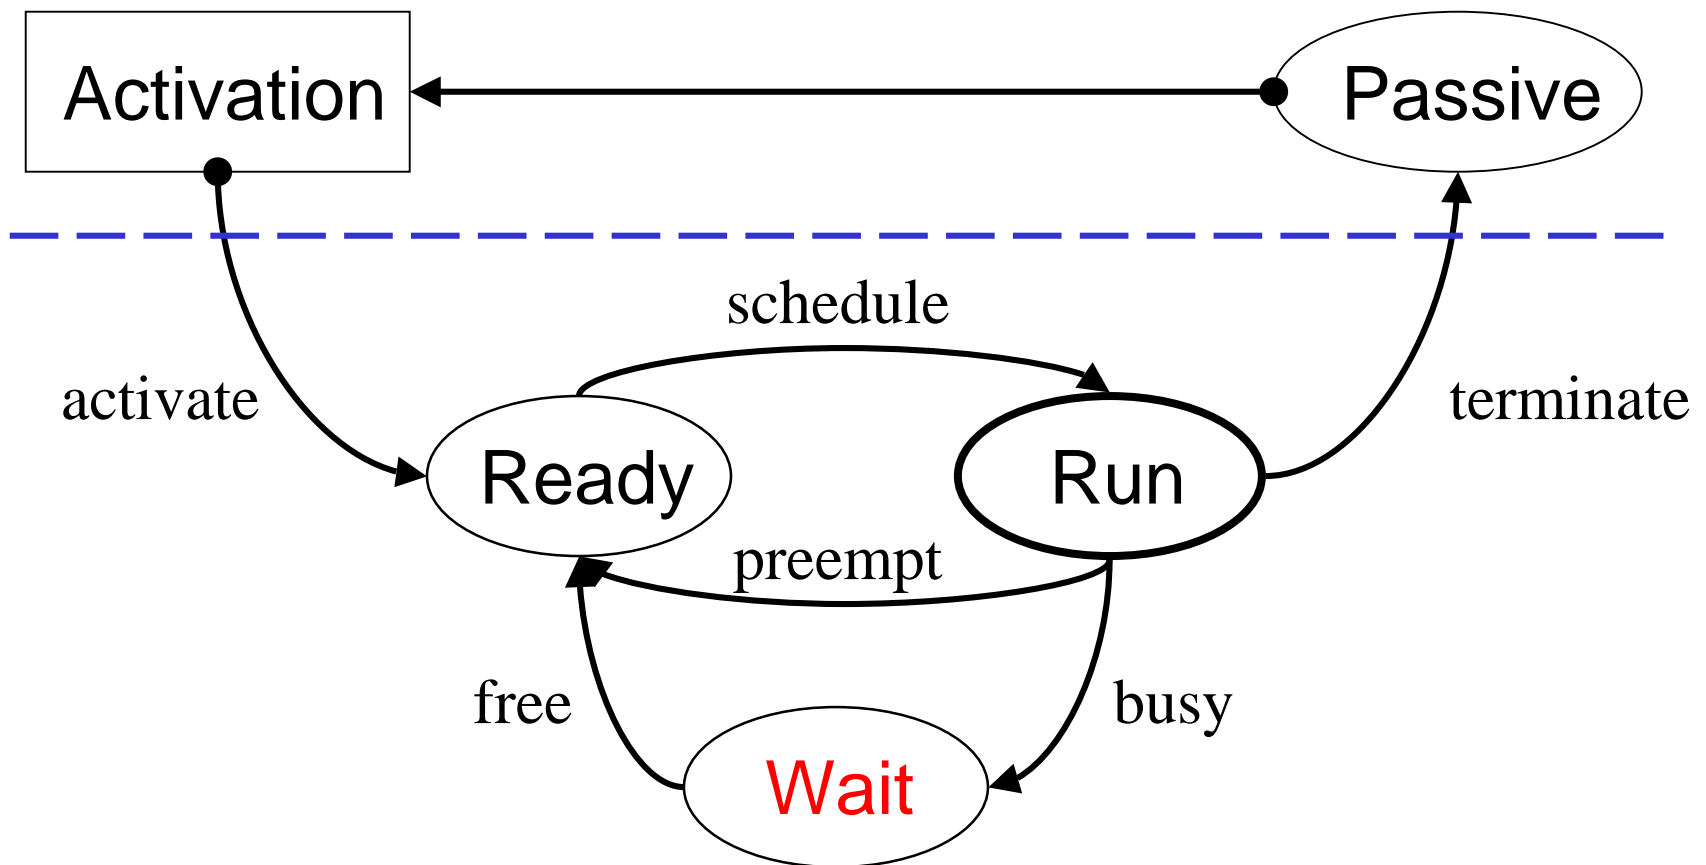 Activation
Passive
schedule
activate
terminate
Ready
Run
preempt
free
busy
Wait